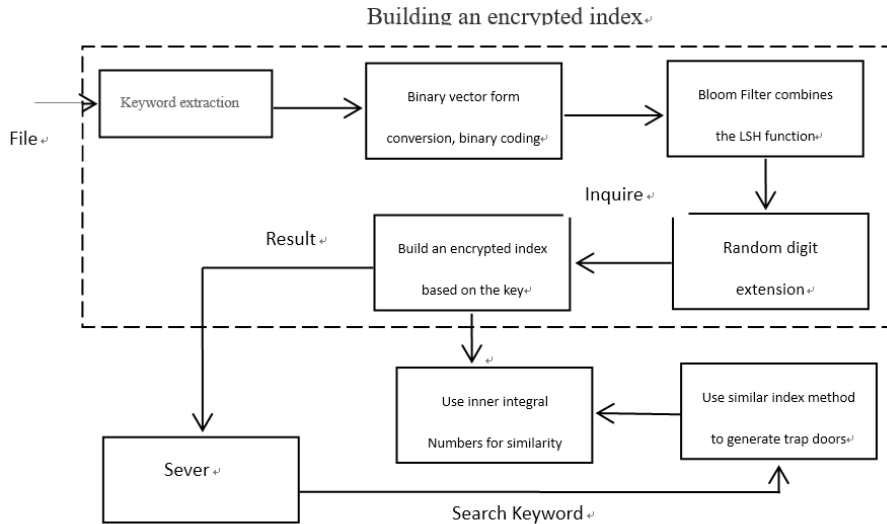 Building an encrypted index
Keyword extraction
Binary vector form
conversion, binary coding
Bloom Filter combines
the LSH function
File
Inquire
Result
Build an encrypted index
based on the key
Random digit
extension
Use inner integral
Numbers for similarity
Use similar index method
to generate trap doors
Sever
Search Keyword